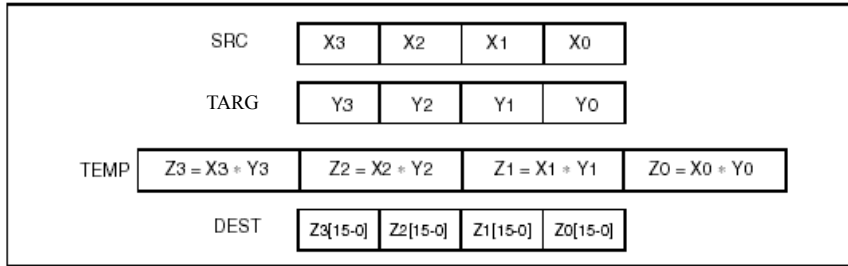 SRC X3 X2 X1 X0
TARG Y3 Y2 Y1 Y0
TEMP Z3 = X3 * Y3 Z2 = X2 * Y2 Z1 = X1 * Y1 Z0 = X0 * Y0
DEST Z3[15-0] Z2[15-0] Z1[15-0] Z0[15-0]